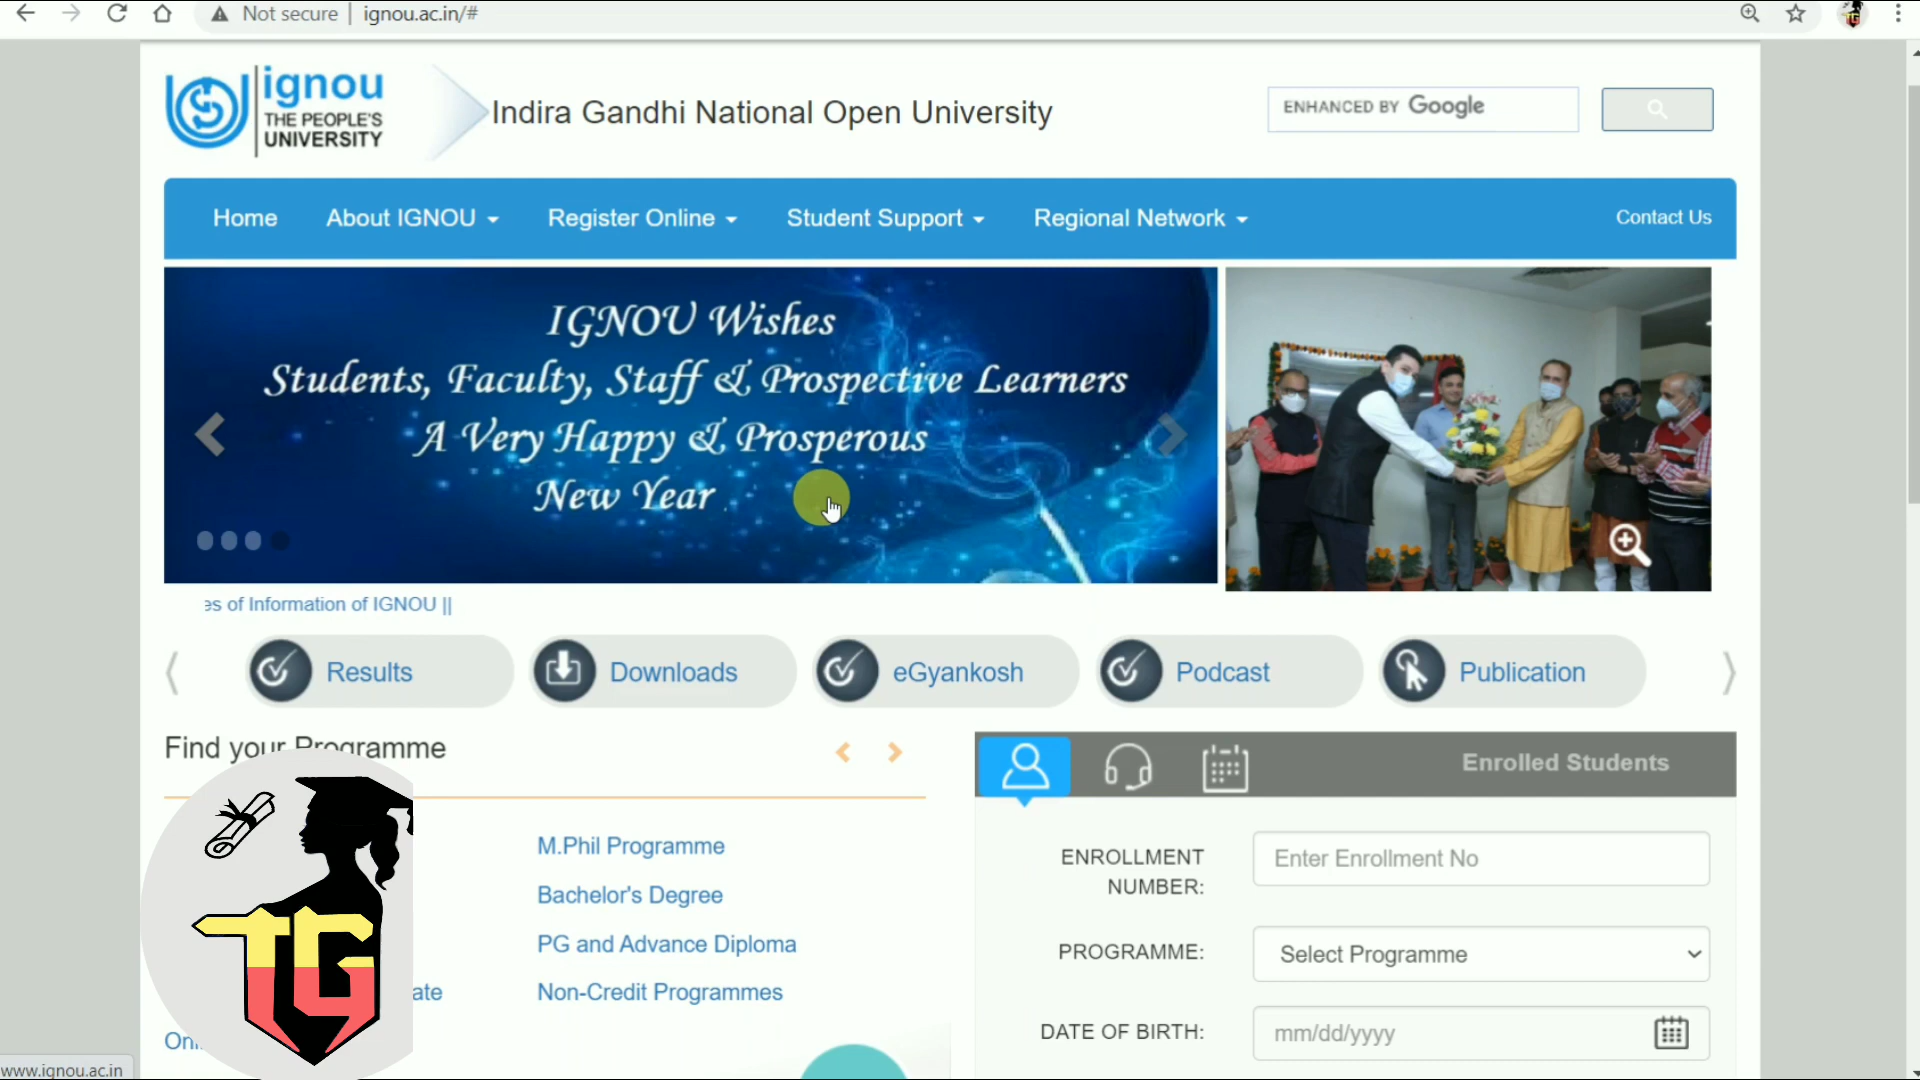 Not secure | ignou.ac.in/#
ignou
THE PEOPLE'S
UNIVERSITY
Indira Gandhi National Open University
ENHANCED BY Google
Home
About IGNOU
Register Online
Student Support
Regional Network
Contact Us
IGNOU Wishes
Students, Faculty, Staff & Prospective Learners
A Very Happy & Prosperous
New Year
of Information of IGNOU ||
Results
Downloads
eGyankosh
Podcast
Publication
Find your Programme
M.Phil Programme
Bachelor's Degree
PG and Advance Diploma
Non-Credit Programmes
TG
Enrolled Students
ENROLLMENT
NUMBER:
Enter Enrollment No
PROGRAMME:
Select Programme
DATE OF BIRTH:
mm/dd/yyyy
www.ignou.ac.in